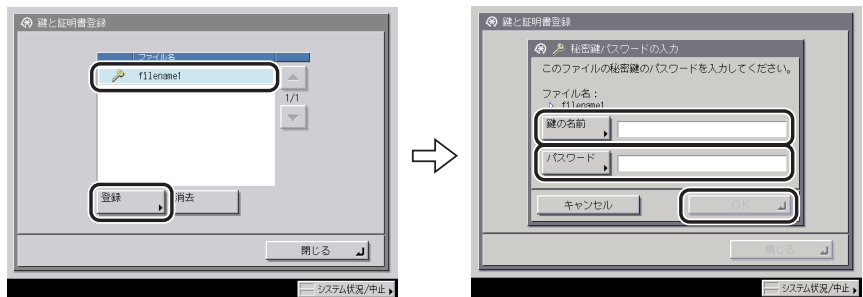 鍵と証明書登録
ファイル名
filename1
1/1
登録
消去
閉じる
システム状況/中止
鍵と証明書登録
秘密鍵パスワードの入力
このファイルの秘密鍵のパスワードを入力してください。
ファイル名：
filename1
鍵の名前
パスワード
キャンセル
OK
閉じる
システム状況/中止